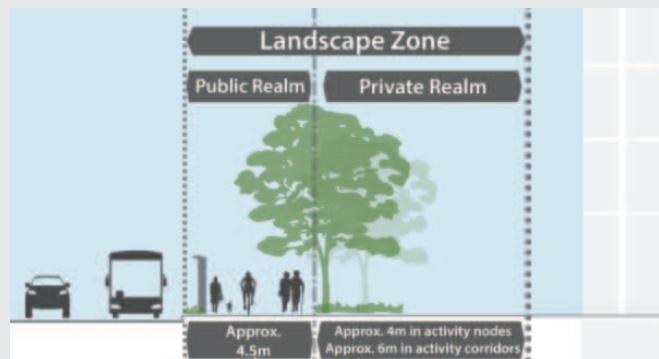 Landscape Zone
Public Realm
Private Realm
Approx.
4.5m
Approx. 4m in activity nodes
Approx. 6m in activity corridors